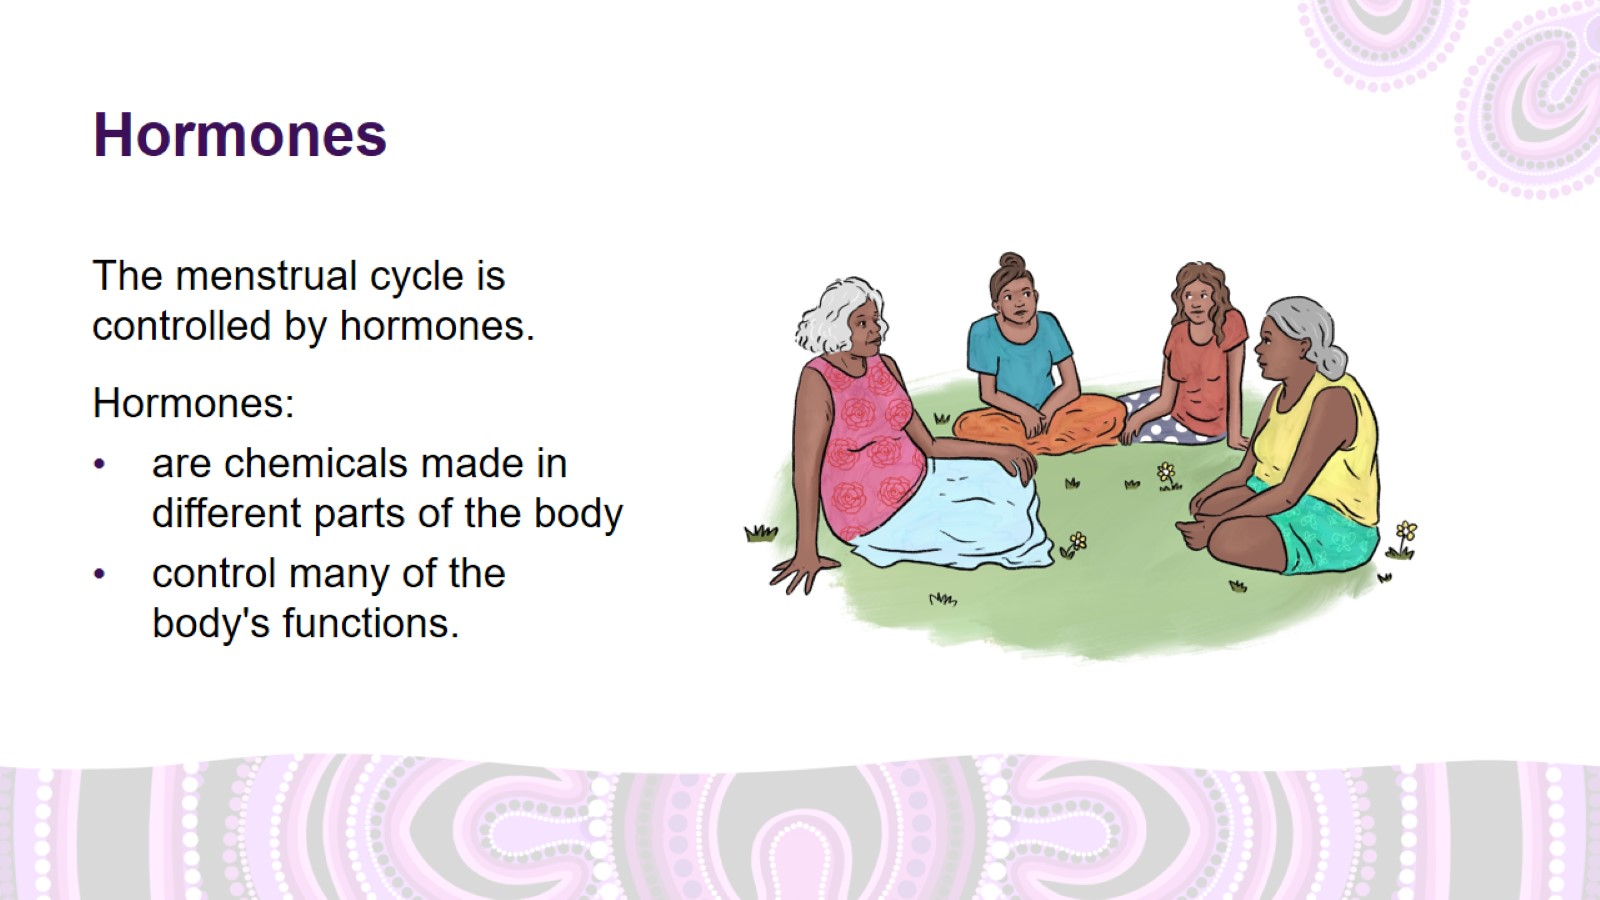 Hormones
The menstrual cycle is
controlled by hormones.
Hormones:
• are chemicals made in
different parts of the body
• control many of the
body's functions.